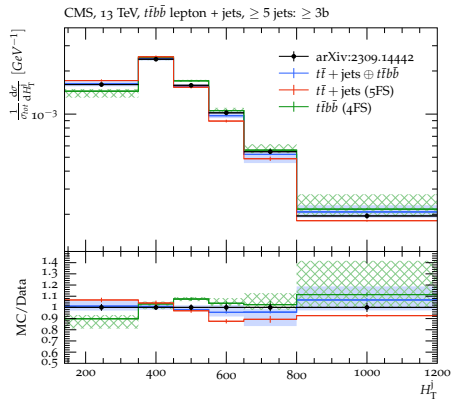 CMS, 13 TeV, tt̄bb̄ lepton + jets, ≥ 5 jets: ≥ 3b
1/σtot dσ/dH_T^j [GeV⁻¹]
10⁻³
arXiv:2309.14442
tt̄ + jets ⊕ tt̄bb̄
tt̄ + jets (5FS)
tt̄bb̄ (4FS)
MC/Data
1.4
1.3
1.2
1.1
1
0.9
0.8
0.7
0.6
0.5
200 400 600 800 1000 1200
H_T^j